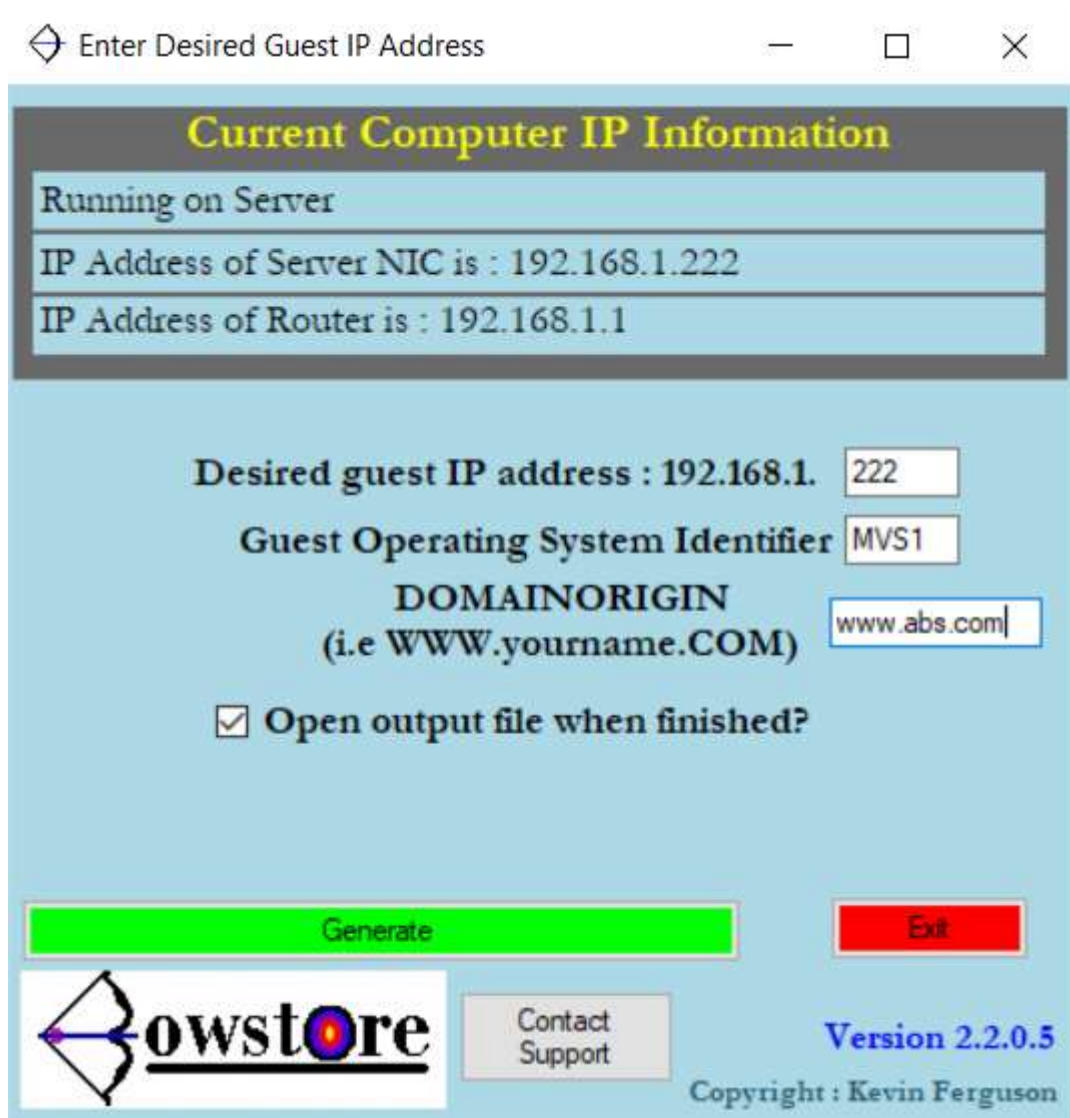 Enter Desired Guest IP Address
Current Computer IP Information
Running on Server
IP Address of Server NIC is : 192.168.1.222
IP Address of Router is : 192.168.1.1
Desired guest IP address : 192.168.1. 222
Guest Operating System Identifier MVS1
DOMAINORIGIN
(i.e WWW.yourname.COM) www.abs.com
Open output file when finished?
Generate Exit
Bowstore
Contact
Support
Version 2.2.0.5
Copyright : Kevin Ferguson